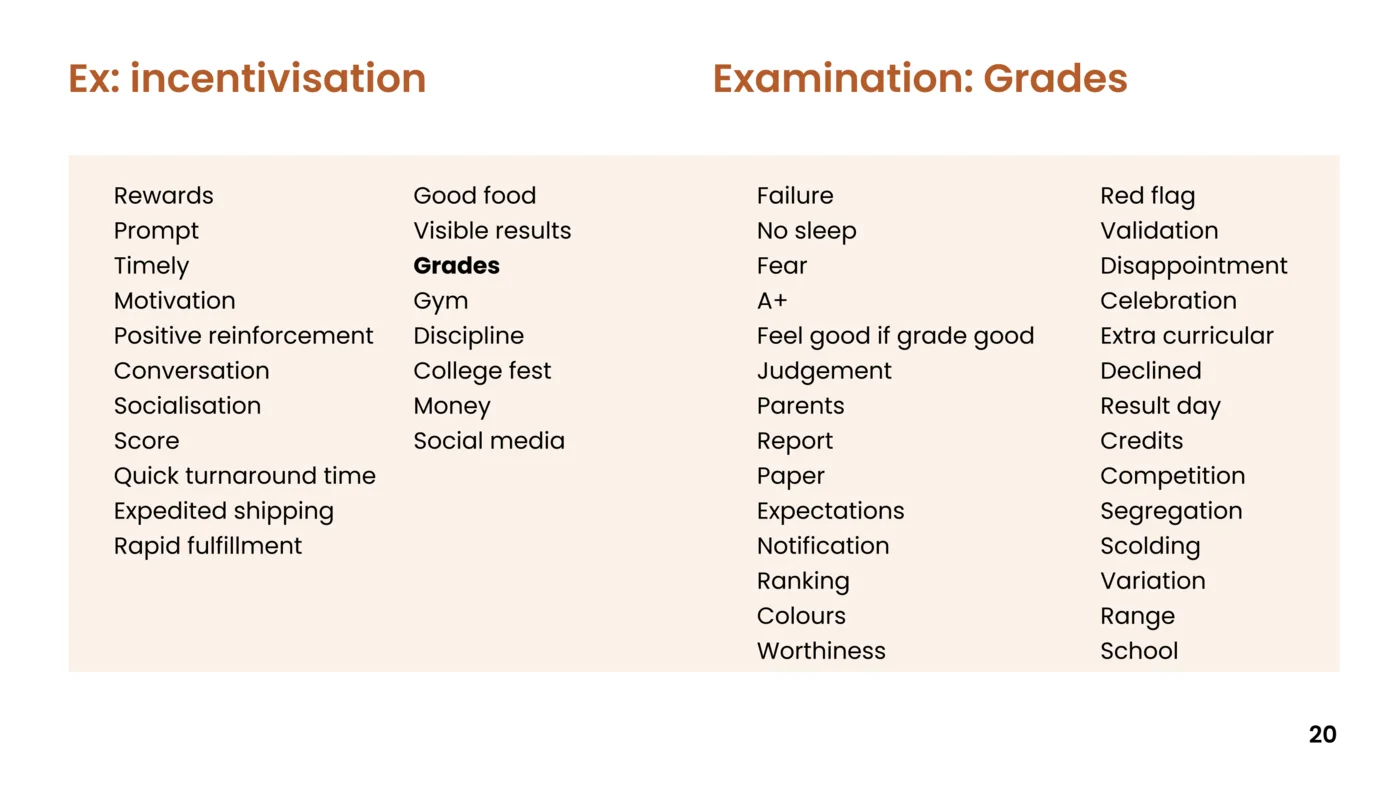 Ex: incentivisation
Rewards
Prompt
Timely
Motivation
Positive reinforcement
Conversation
Socialisation
Score
Quick turnaround time
Expedited shipping
Rapid fulfillment
Good food
Visible results
Grades
Gym
Discipline
College fest
Money
Social media
Examination: Grades
Failure
No sleep
Fear
A+
Feel good if grade good
Judgement
Parents
Report
Paper
Expectations
Notification
Ranking
Colours
Worthiness
Red flag
Validation
Disappointment
Celebration
Extra curricular
Declined
Result day
Credits
Competition
Segregation
Scolding
Variation
Range
School
20